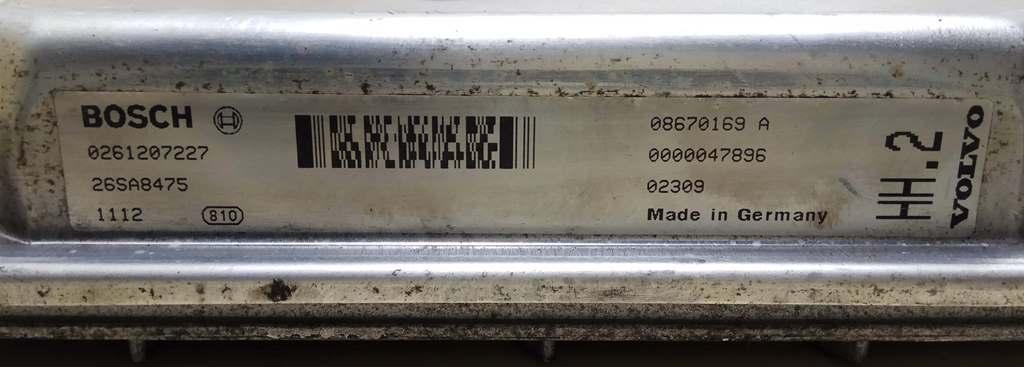 BOSCH
0261207227
26SA8475
1112 810
08670169 A
0000047896
02309
Made in Germany
HH.2
VOLVO